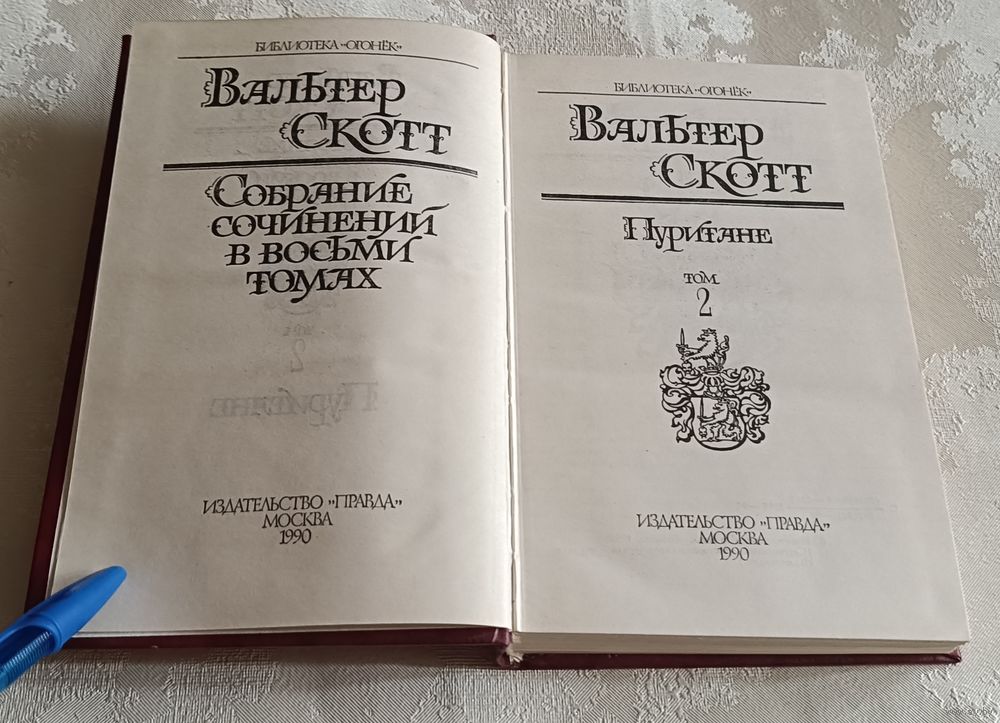 БИБЛИОТЕКА „ОГОНЁК”
ВАЛЬТЕР
СКОТТ
СОБРАНИЕ
СОЧИНЕНИЙ
В ВОСЬМИ
ТОМАХ
ИЗДАТЕЛЬСТВО „ПРАВДА”
МОСКВА
1990
БИБЛИОТЕКА „ОГОНЁК”
ВАЛЬТЕР
СКОТТ
Пуритане
ТОМ
2
ИЗДАТЕЛЬСТВО „ПРАВДА”
МОСКВА
1990